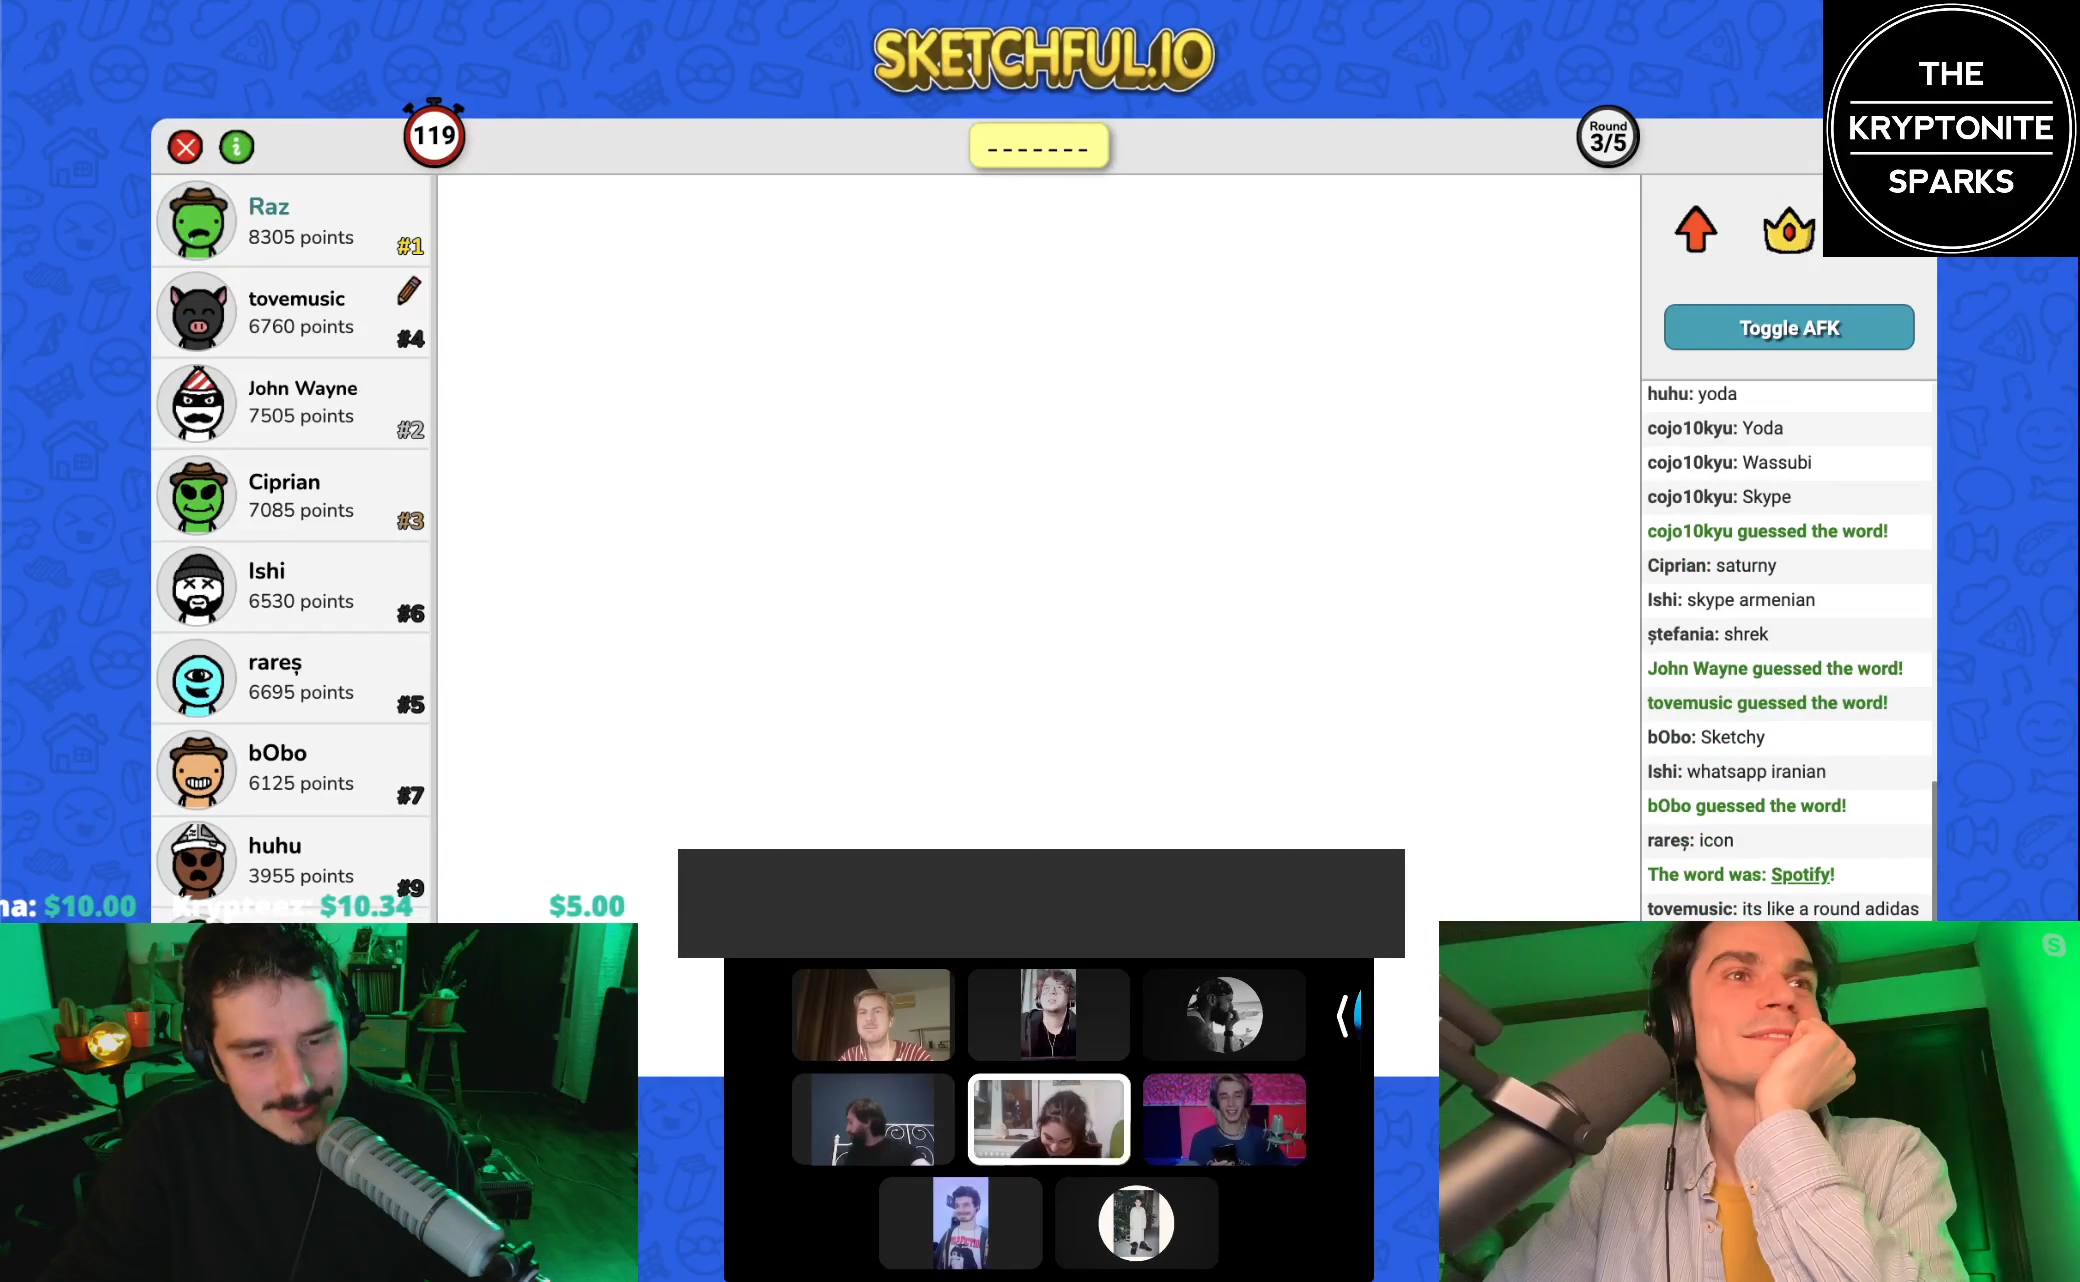 SKETCHFUL.IO
THE
KRYPTONITE
SPARKS
119
_ _ _ _ _ _ _
Round
3/5
Raz
8305 points
#1
tovemusic
6760 points
#4
John Wayne
7505 points
#2
Ciprian
7085 points
#3
Ishi
6530 points
#6
rareș
6695 points
#5
bObo
6125 points
#7
huhu
3955 points
#9
na: $10.00 Krypteez: $10.34 $5.00
Toggle AFK
huhu: yoda
cojo10kyu: Yoda
cojo10kyu: Wassubi
cojo10kyu: Skype
cojo10kyu guessed the word!
Ciprian: saturny
Ishi: skype armenian
ștefania: shrek
John Wayne guessed the word!
tovemusic guessed the word!
bObo: Sketchy
Ishi: whatsapp iranian
bObo guessed the word!
rareș: icon
The word was: Spotify!
tovemusic: its like a round adidas